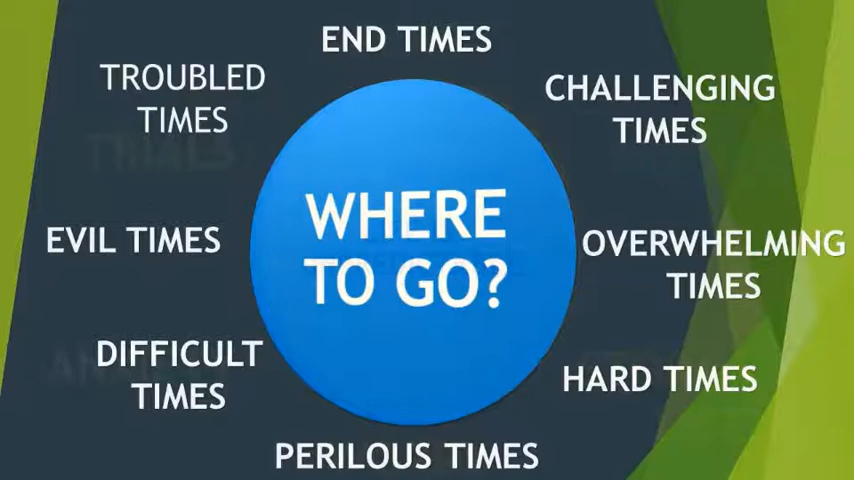 END TIMES
TROUBLED
TIMES
CHALLENGING
TIMES
WHERE
TO GO?
EVIL TIMES
OVERWHELMING
TIMES
DIFFICULT
TIMES
HARD TIMES
PERILOUS TIMES
TRIALS